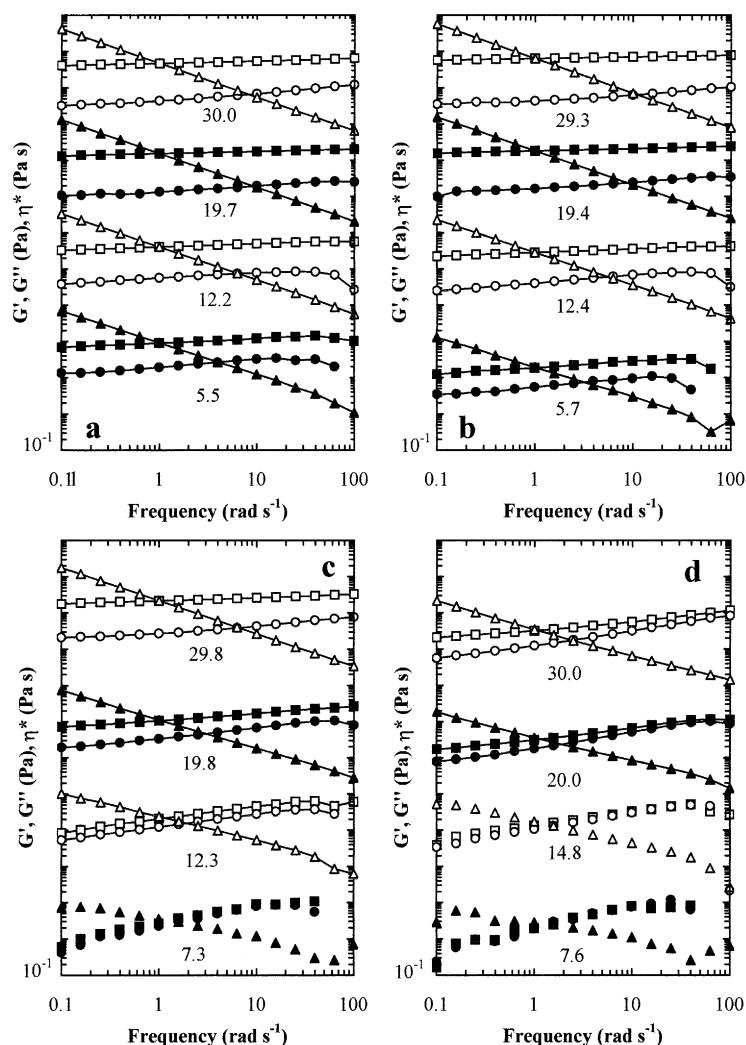 G', G'' (Pa), η* (Pa s)
30.0
19.7
12.2
5.5
a
10-1
0.1 1 10 100
Frequency (rad s-1)
29.3
19.4
12.4
5.7
b
10-1
0.1 1 10 100
Frequency (rad s-1)
G', G'' (Pa), η* (Pa s)
c
29.8
19.8
12.3
7.3
10-1
0.1 1 10 100
Frequency (rad s-1)
G', G'' (Pa), η* (Pa s)
d
30.0
20.0
14.8
7.6
10-1
0.1 1 10 100
Frequency (rad s-1)
G', G'' (Pa), η* (Pa s)